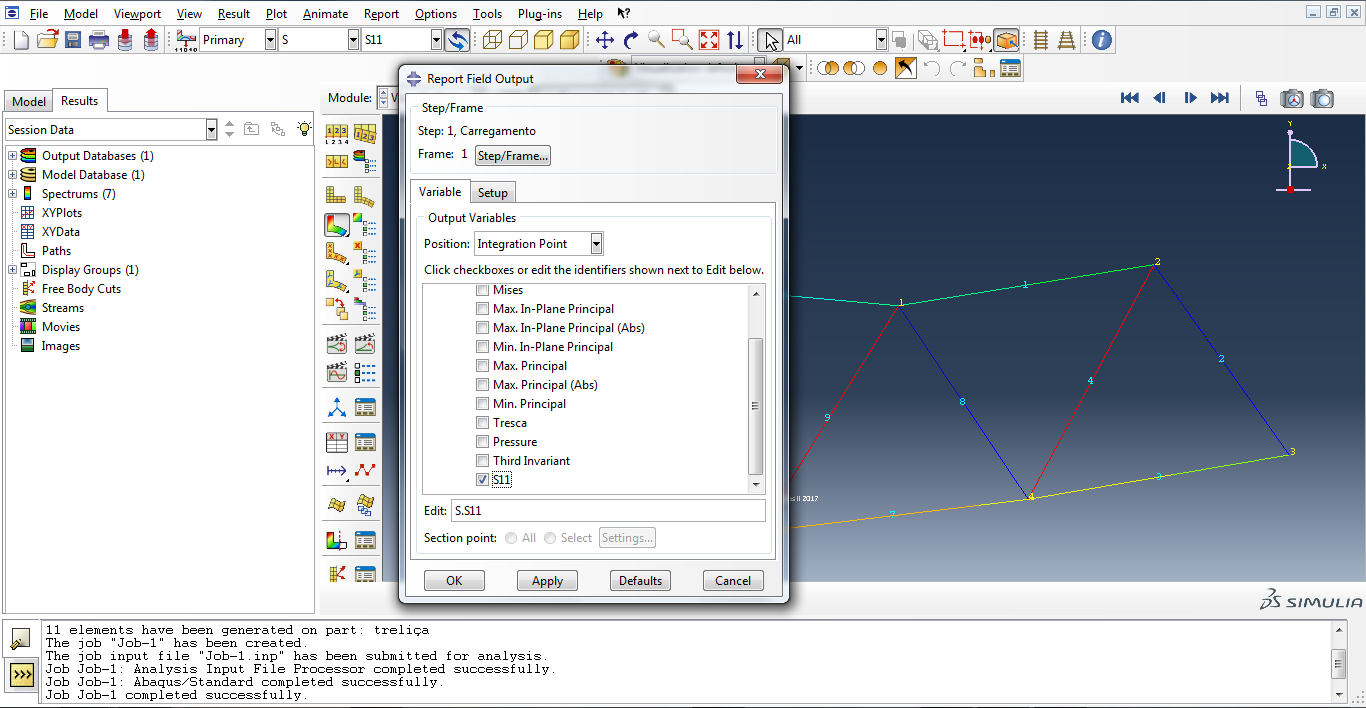 File Model Viewport View Result Plot Animate Report Options Tools Plug-ins Help
Primary S S11 All
Report Field Output
Model Results
Module:
Session Data
Output Databases (1)
Model Database (1)
Spectrums (7)
XYPlots
XYData
Paths
Display Groups (1)
Free Body Cuts
Streams
Movies
Images
Step/Frame
Step: 1, Carregamento
Frame: 1 Step/Frame...
Variable Setup
Output Variables
Position: Integration Point
Click checkboxes or edit the identifiers shown next to Edit below.
Mises
Max. In-Plane Principal
Max. In-Plane Principal (Abs)
Min. In-Plane Principal
Max. Principal
Max. Principal (Abs)
Min. Principal
Tresca
Pressure
Third Invariant
S11
Edit: S.S11
Section point: All Select Settings...
OK Apply Defaults Cancel
Y
X
2
1
1
2
4
8
9
3
3
4
7
2017
SIMULIA
11 elements have been generated on part: treliça
The job "Job-1" has been created.
The job input file "Job-1.inp" has been submitted for analysis.
Job Job-1: Analysis Input File Processor completed successfully.
Job Job-1: Abaqus/Standard completed successfully.
Job Job-1 completed successfully.